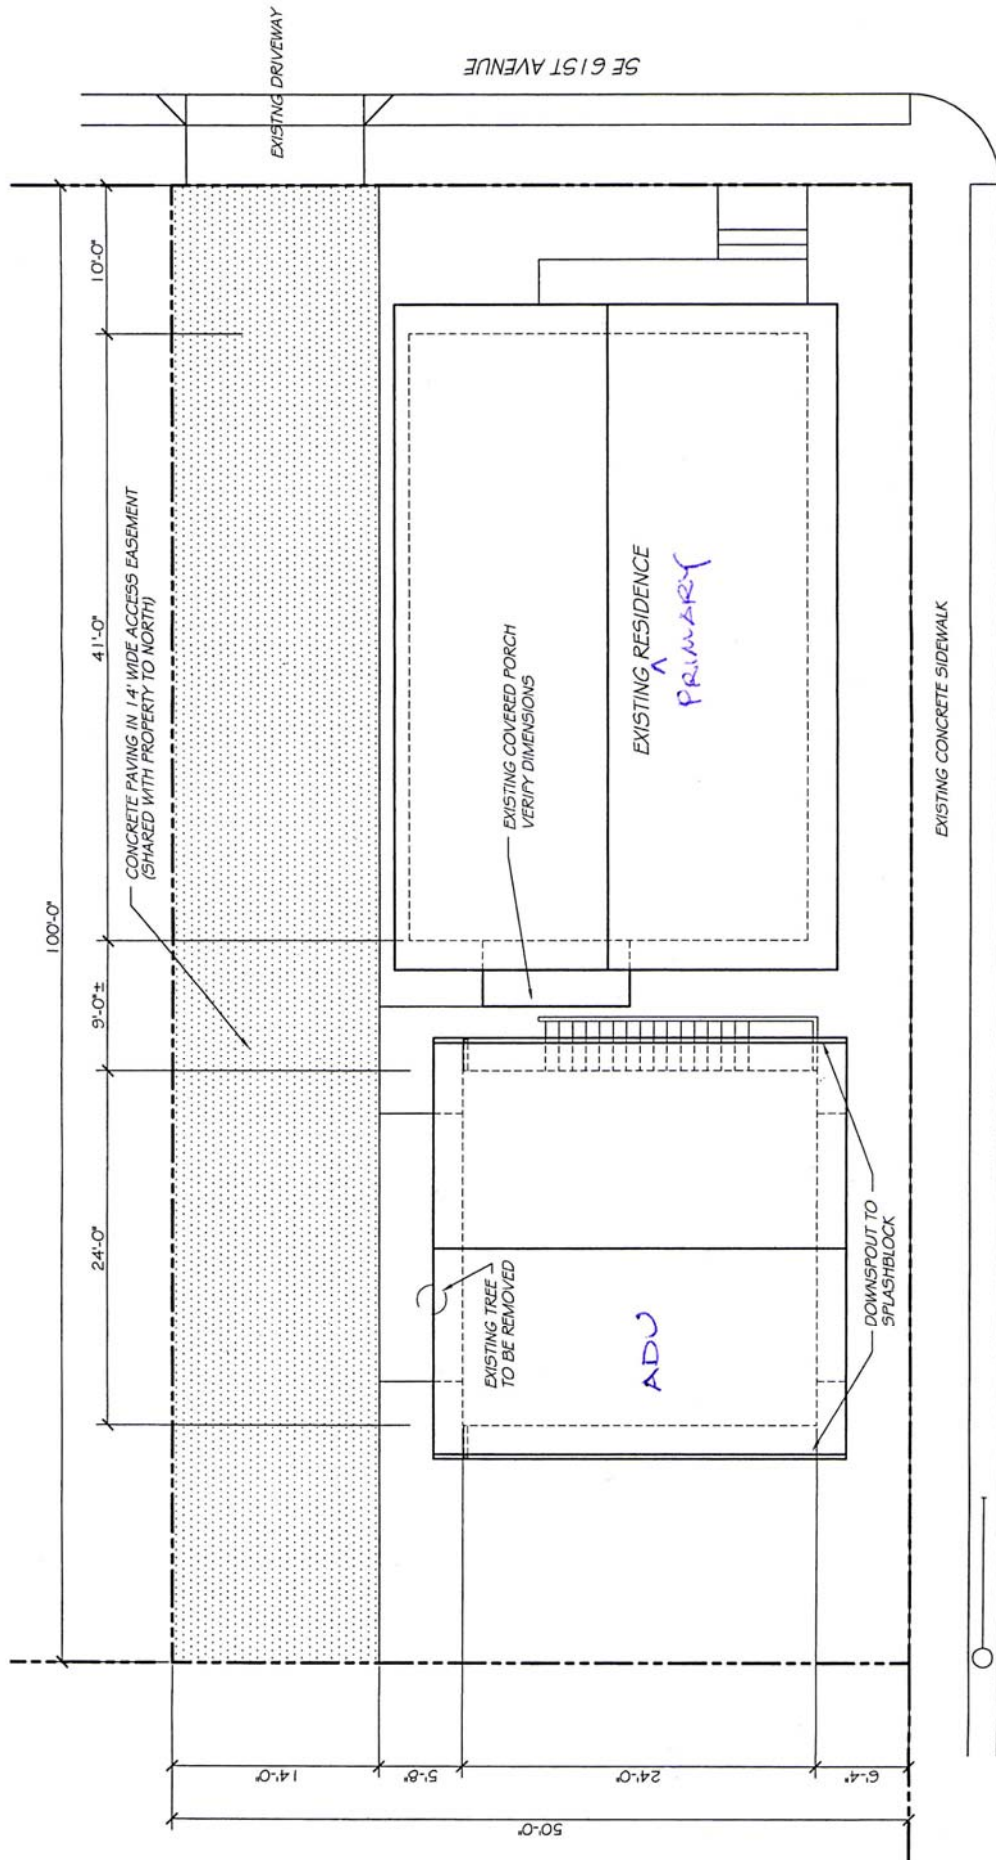 SE 61ST AVENUE
EXISTNG DRIVEWAY
100'-0"
10'-0"
41'-0"
9'-0"±
24'-0"
CONCRETE PAVING IN 14' WIDE ACCESS EASEMENT
(SHARED WITH PROPERTY TO NORTH)
EXISTING COVERED PORCH
VERIFY DIMENSIONS
EXISTING RESIDENCE
^
PRIMARY
EXISTING TREE
TO BE REMOVED
ADU
DOWNSPOUT TO
SPLASHBLOCK
EXISTING CONCRETE SIDEWALK
14'-0"
5'-8"
24'-0"
6'-4"
50'-0"